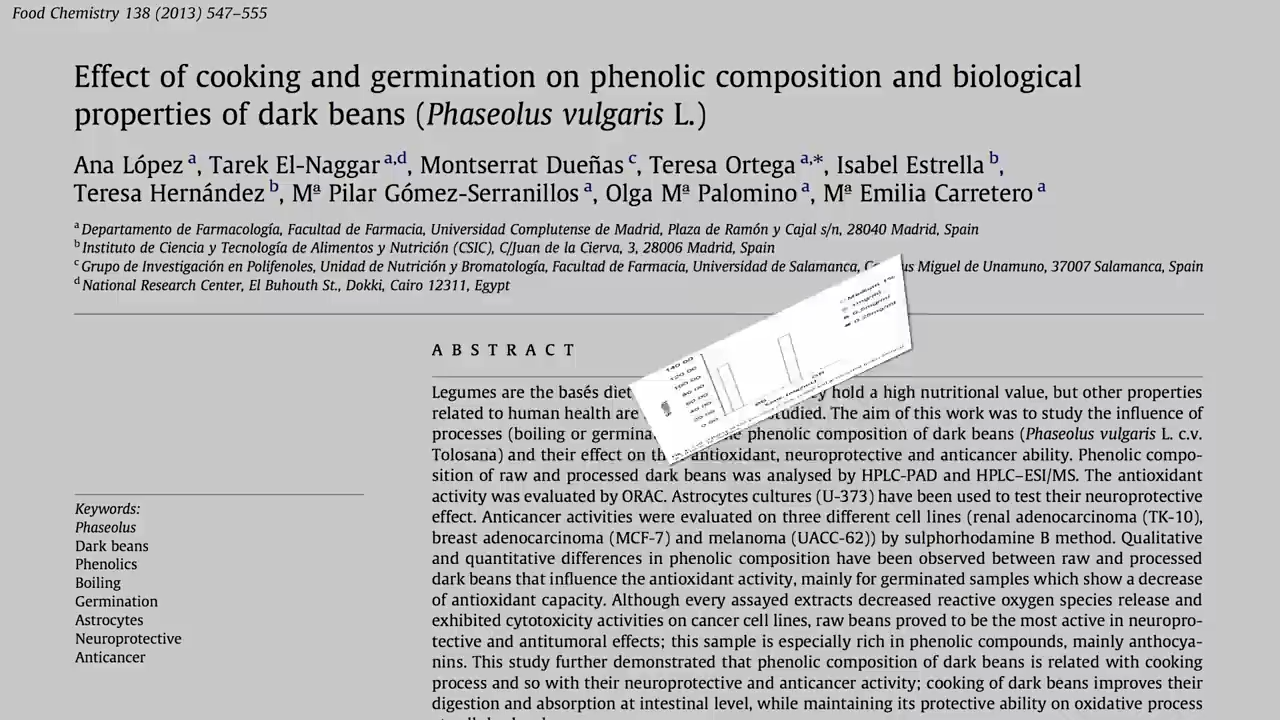 Food Chemistry 138 (2013) 547–555
Effect of cooking and germination on phenolic composition and biological
properties of dark beans (Phaseolus vulgaris L.)
Ana López a, Tarek El-Naggar a,d, Montserrat Dueñas c, Teresa Ortega a,*, Isabel Estrella b,
Teresa Hernández b, Mª Pilar Gómez-Serranillos a, Olga Mª Palomino a, Mª Emilia Carretero a
a Departamento de Farmacología, Facultad de Farmacia, Universidad Complutense de Madrid, Plaza de Ramón y Cajal s/n, 28040 Madrid, Spain
b Instituto de Ciencia y Tecnología de Alimentos y Nutrición (CSIC), C/Juan de la Cierva, 3, 28006 Madrid, Spain
c Grupo de Investigación en Polifenoles, Unidad de Nutrición y Bromatología, Facultad de Farmacia, Universidad de Salamanca, Miguel de Unamuno, 37007 Salamanca, Spain
d National Research Center, El Buhouth St., Dokki, Cairo 12311, Egypt
ABSTRACT
Legumes are the basés diet hold a high nutritional value, but other properties
related to human health are studied. The aim of this work was to study the influence of
processes (boiling or phenolic composition of dark beans (Phaseolus vulgaris L. c.v.
Tolosana) and their effect on antioxidant, neuroprotective and anticancer ability. Phenolic compo-
sition of raw and processed dark beans was analysed by HPLC-PAD and HPLC–ESI/MS. The antioxidant
activity was evaluated by ORAC. Astrocytes cultures (U-373) have been used to test their neuroprotective
effect. Anticancer activities were evaluated on three different cell lines (renal adenocarcinoma (TK-10),
breast adenocarcinoma (MCF-7) and melanoma (UACC-62)) by sulphorhodamine B method. Qualitative
and quantitative differences in phenolic composition have been observed between raw and processed
dark beans that influence the antioxidant activity, mainly for germinated samples which show a decrease
of antioxidant capacity. Although every assayed extracts decreased reactive oxygen species release and
exhibited cytotoxicity activities on cancer cell lines, raw beans proved to be the most active in neuropro-
tective and antitumoral effects; this sample is especially rich in phenolic compounds, mainly anthocya-
nins. This study further demonstrated that phenolic composition of dark beans is related with cooking
process and so with their neuroprotective and anticancer activity; cooking of dark beans improves their
digestion and absorption at intestinal level, while maintaining its protective ability on oxidative process
Keywords:
Phaseolus
Dark beans
Phenolics
Boiling
Germination
Astrocytes
Neuroprotective
Anticancer
140.00
120.00
100.00
80.00
60.00
40.00
20.00
0.00